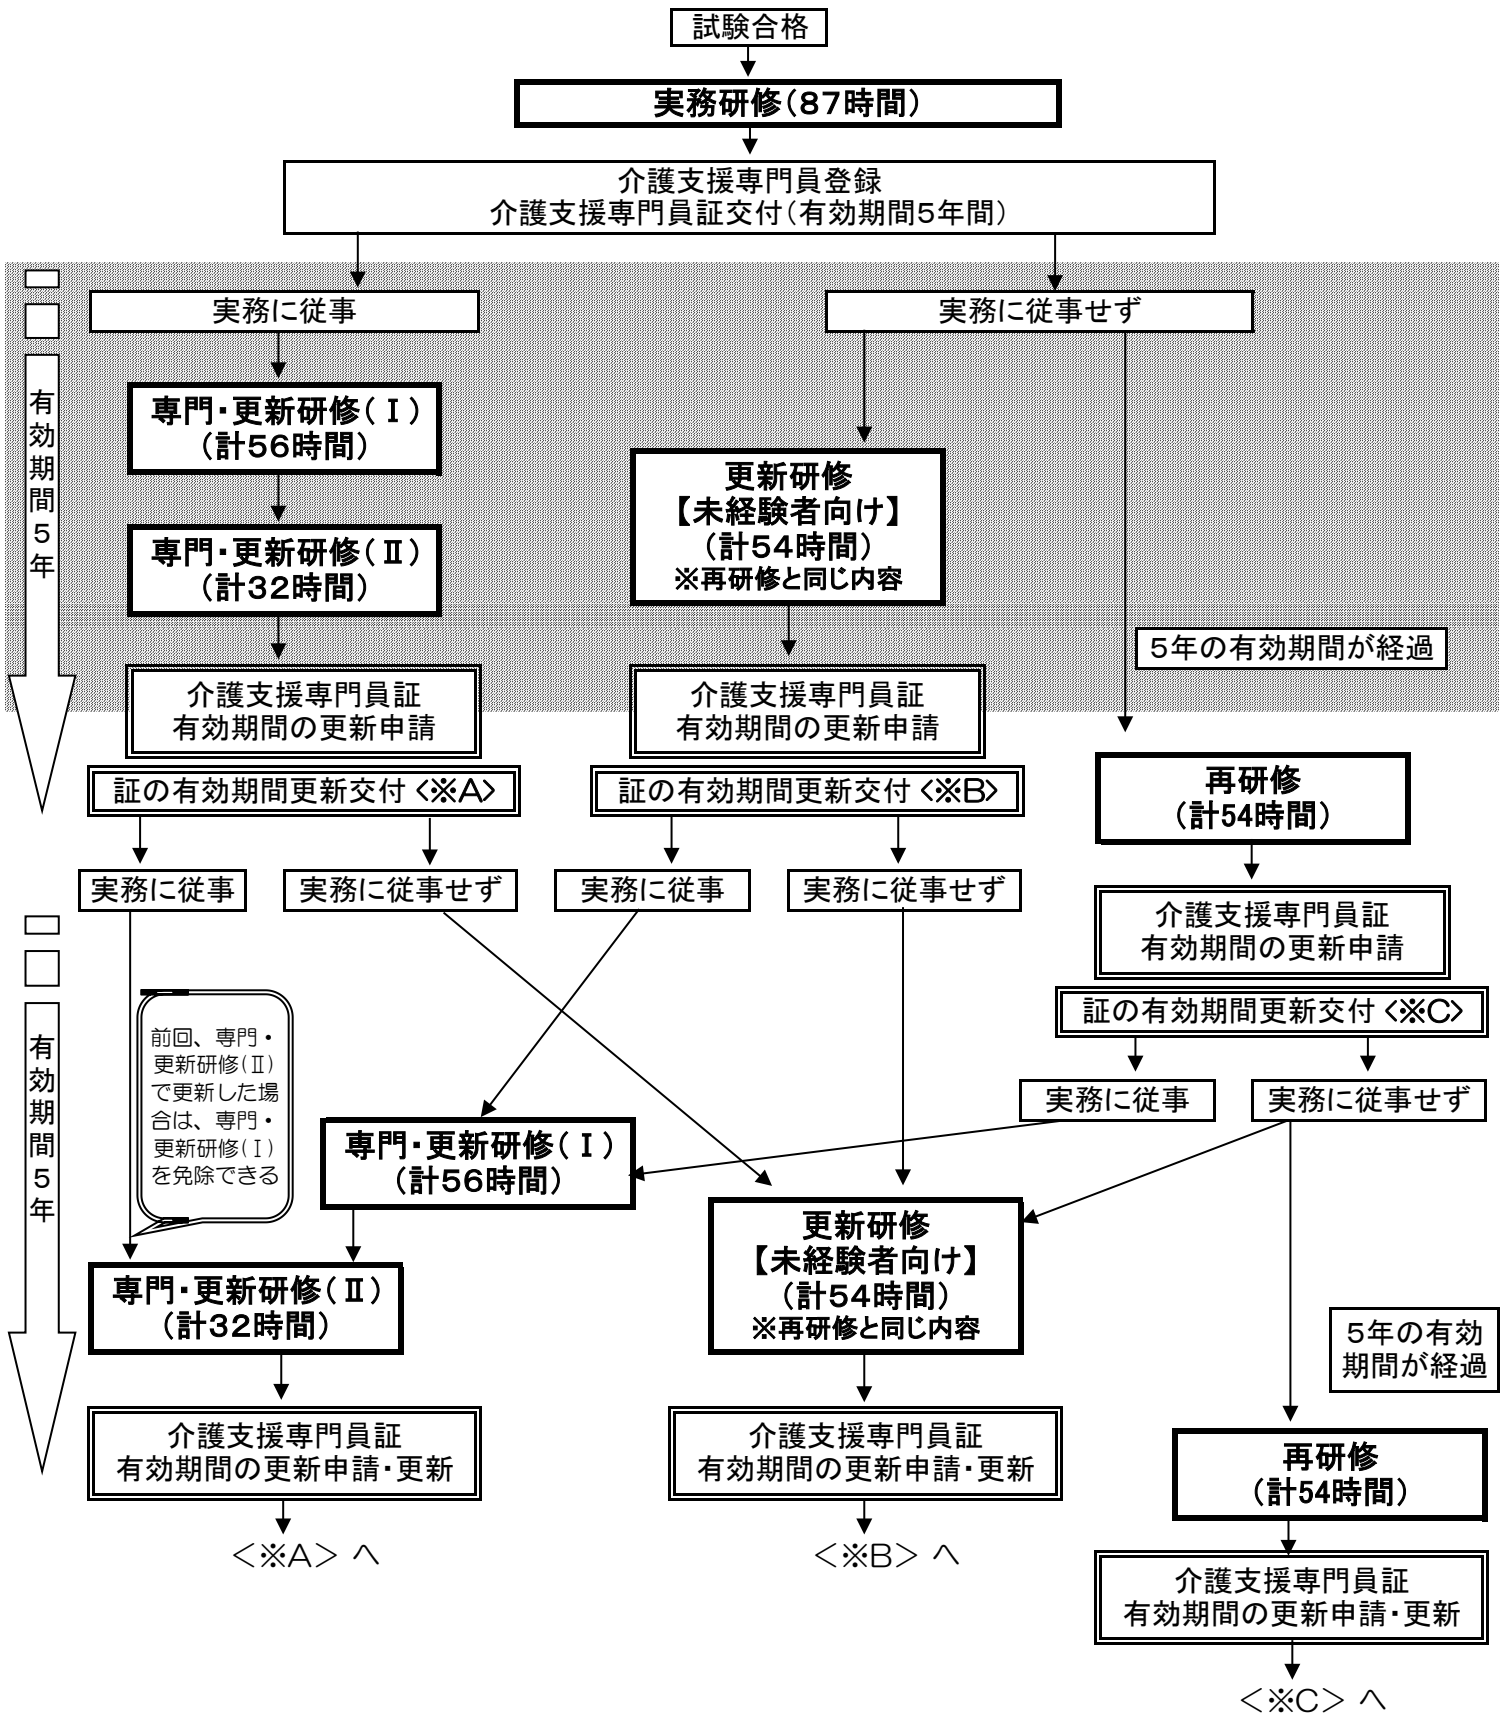 試験合格
実務研修(87時間)
介護支援専門員登録
介護支援専門員証交付(有効期間5年間)
実務に従事
実務に従事せず
有効期間5年
専門・更新研修(Ⅰ)
(計56時間)
専門・更新研修(Ⅱ)
(計32時間)
更新研修
【未経験者向け】
(計54時間)
※再研修と同じ内容
5年の有効期間が経過
介護支援専門員証
有効期間の更新申請
介護支援専門員証
有効期間の更新申請
証の有効期間更新交付<※A>
証の有効期間更新交付<※B>
再研修
(計54時間)
実務に従事
実務に従事せず
実務に従事
実務に従事せず
介護支援専門員証
有効期間の更新申請
証の有効期間更新交付<※C>
実務に従事
実務に従事せず
有効期間5年
前回、専門・
更新研修(Ⅱ)
で更新した場
合は、専門・
更新研修(Ⅰ)
を免除できる
専門・更新研修(Ⅰ)
(計56時間)
専門・更新研修(Ⅱ)
(計32時間)
更新研修
【未経験者向け】
(計54時間)
※再研修と同じ内容
5年の有効
期間が経過
介護支援専門員証
有効期間の更新申請・更新
介護支援専門員証
有効期間の更新申請・更新
再研修
(計54時間)
<※A> へ
<※B> へ
介護支援専門員証
有効期間の更新申請・更新
<※C> へ